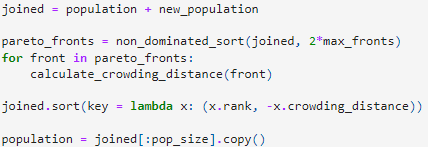 joined = population + new_population
pareto_fronts = non_dominated_sort(joined, 2*max_fronts)
for front in pareto_fronts:
    calculate_crowding_distance(front)
joined.sort(key = lambda x: (x.rank, -x.crowding_distance))
population = joined[:pop_size].copy()